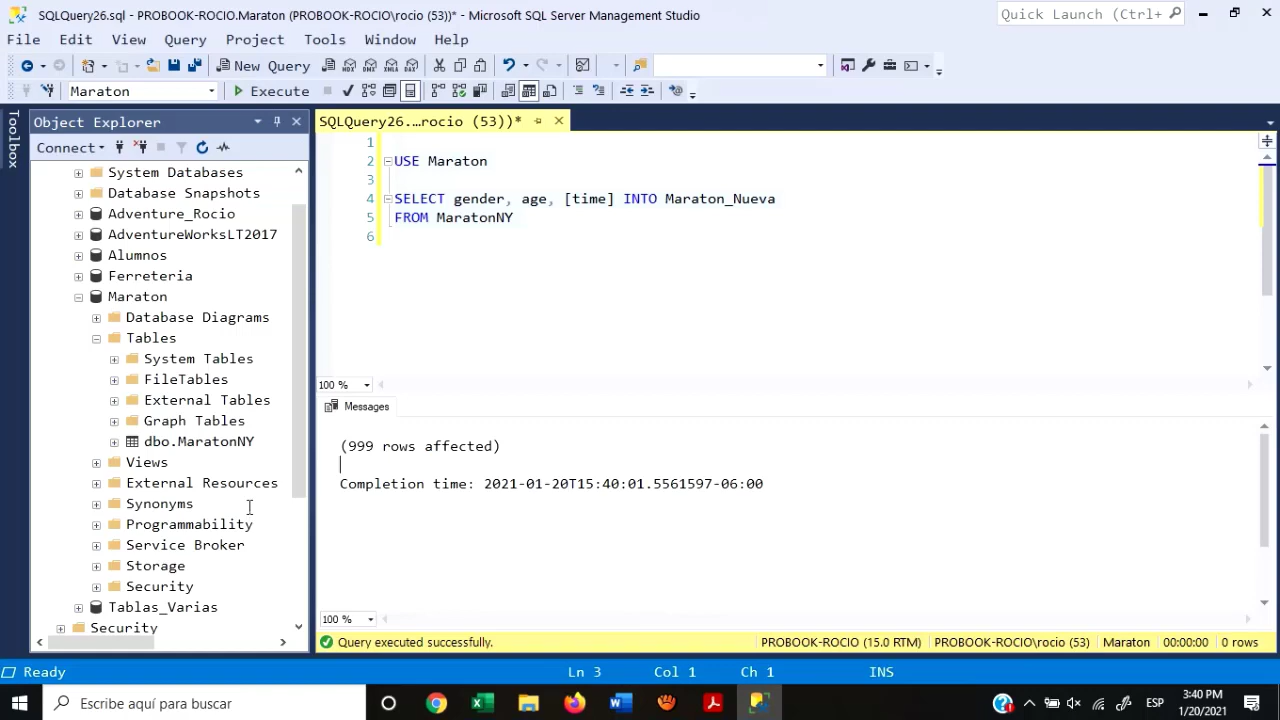 SQLQuery26.sql - PROBOOK-ROCIO.Maraton (PROBOOK-ROCIO\rocio (53))* - Microsoft SQL Server Management Studio
Quick Launch (Ctrl+
File Edit View Query Project Tools Window Help
New Query
MDX DMX XMLA DAX
Maraton Execute
Toolbox
Object Explorer
SQLQuery26....rocio (53))*
Connect
System Databases
Database Snapshots
Adventure_Rocio
AdventureWorksLT2017
Alumnos
Ferreteria
Maraton
Database Diagrams
Tables
System Tables
FileTables
External Tables
Graph Tables
dbo.MaratonNY
Views
External Resources
Synonyms
Programmability
Service Broker
Storage
Security
Tablas_Varias
Security
1
2 USE Maraton
3
4 SELECT gender, age, [time] INTO Maraton_Nueva
5 FROM MaratonNY
6
100 %
Messages
(999 rows affected)
Completion time: 2021-01-20T15:40:01.5561597-06:00
100 %
Query executed successfully. PROBOOK-ROCIO (15.0 RTM) PROBOOK-ROCIO\rocio (53) Maraton 00:00:00 0 rows
Ready Ln 3 Col 1 Ch 1 INS
Escribe aquí para buscar
ESP
3:40 PM
1/20/2021